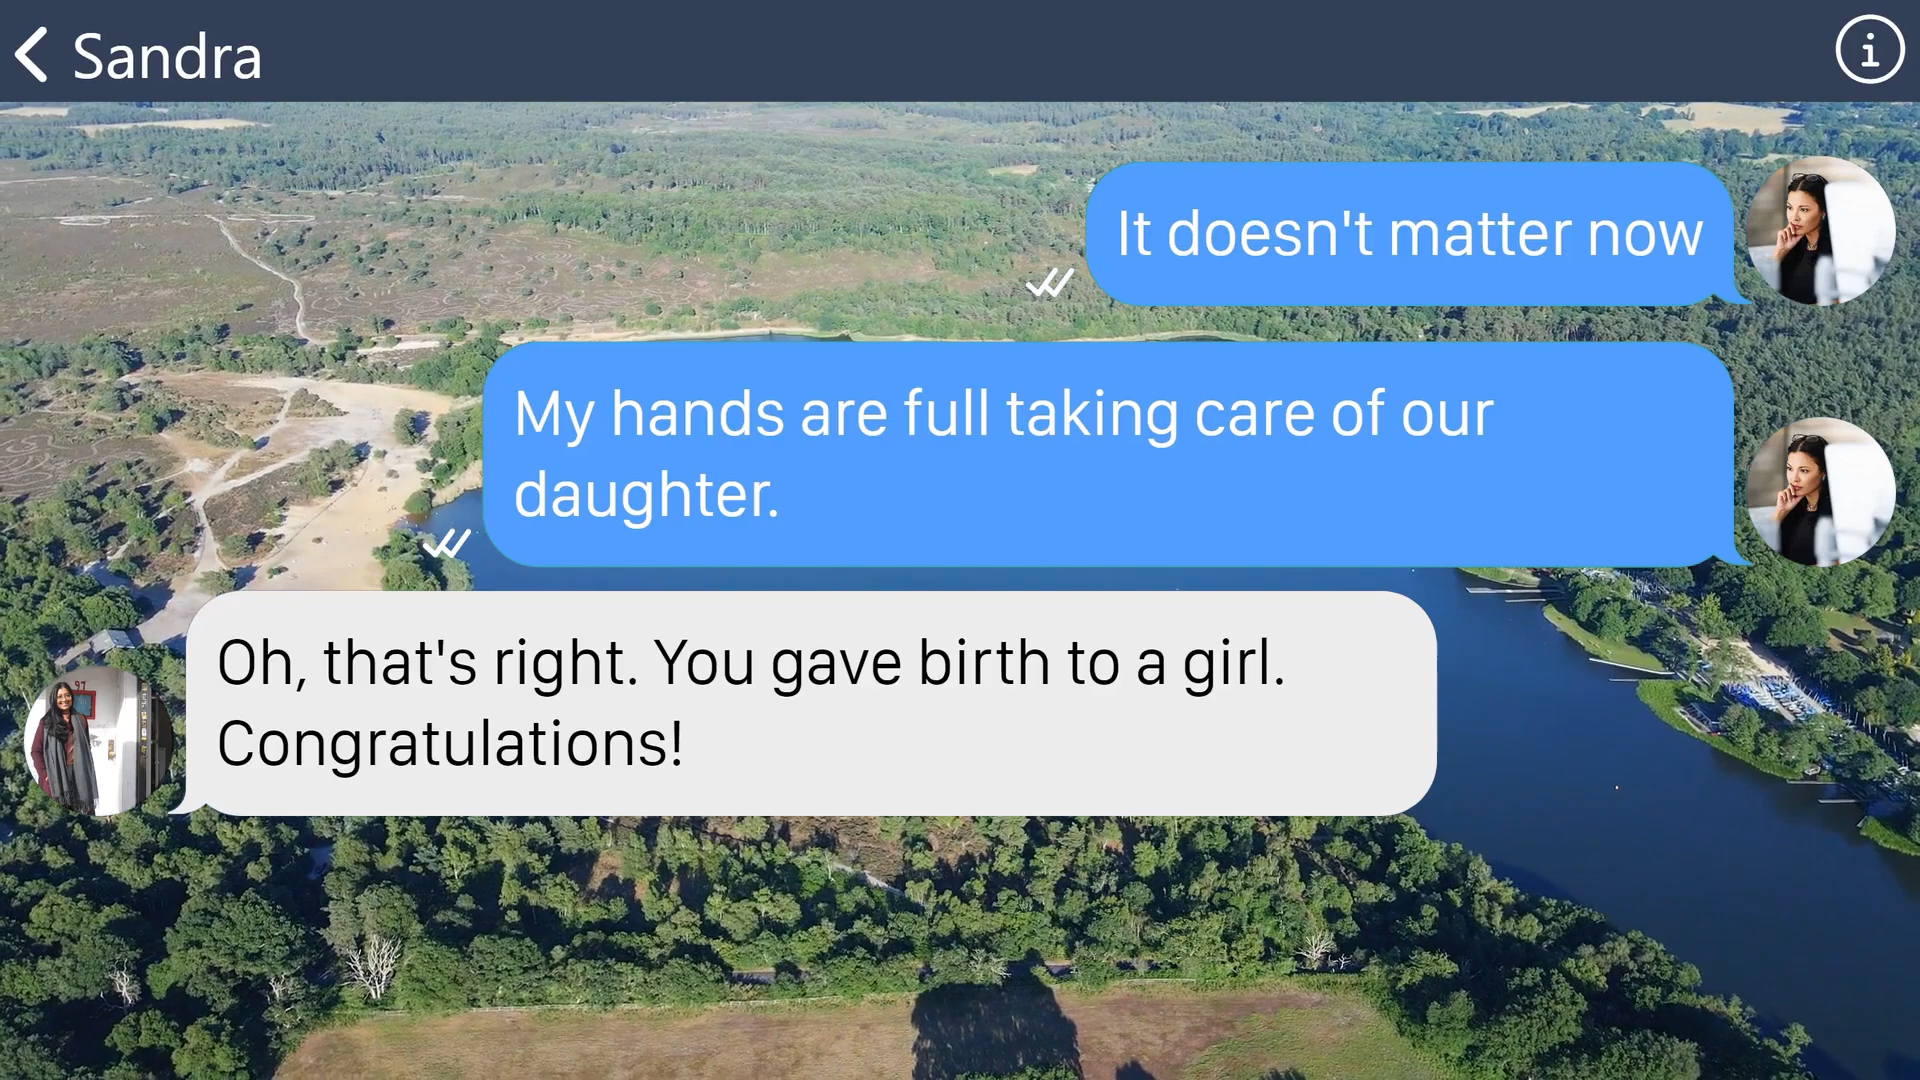 Sandra
It doesn't matter now
My hands are full taking care of our
daughter.
Oh, that's right. You gave birth to a girl.
Congratulations!
97